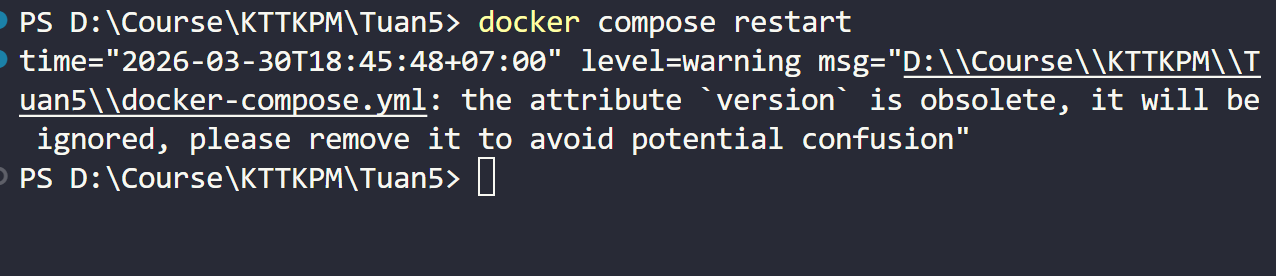 PS D:\Course\KTTKPM\Tuan5> docker compose restart
time="2026-03-30T18:45:48+07:00" level=warning msg="D:\\Course\\KTTKPM\\T
uan5\\docker-compose.yml: the attribute `version` is obsolete, it will be
 ignored, please remove it to avoid potential confusion"
PS D:\Course\KTTKPM\Tuan5>